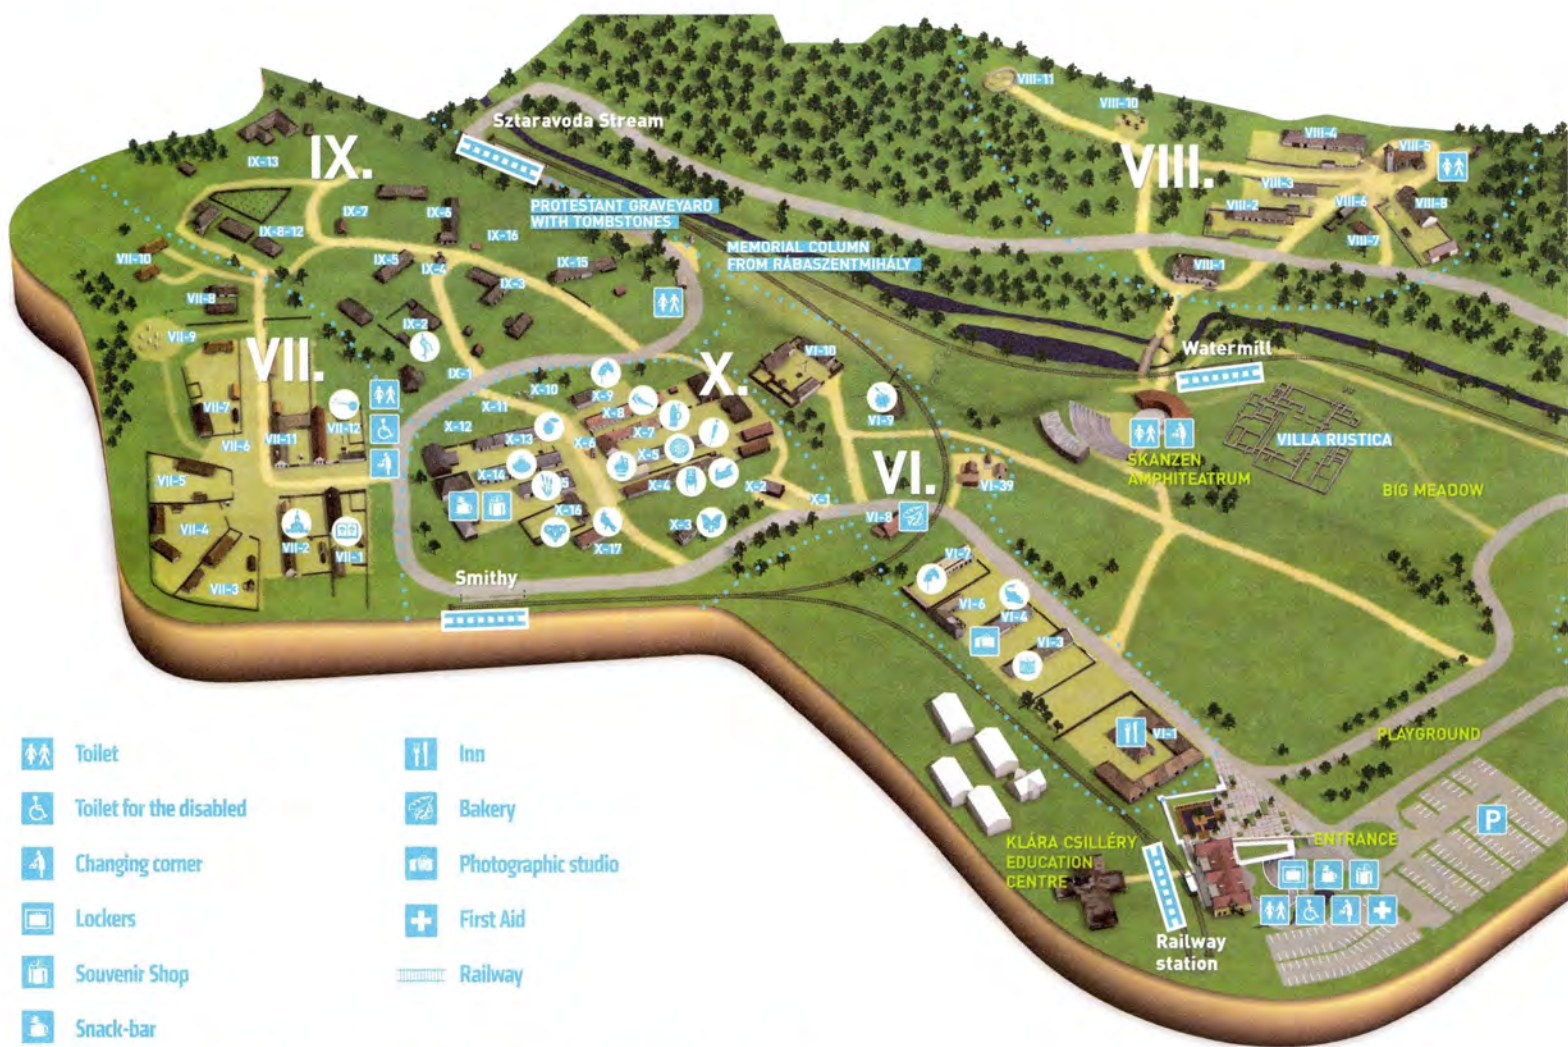 VIII-11
VIII-10
Sztaravoda Stream
VIII-4
VIII-5
IX.
IX-13
VIII.
VIII-3
PROTESTANT GRAVEYARD
WITH TOMBSTONES
VIII-2
VIII-6
VIII-8
IX-7
IX-6
IX-8-12
IX-16
VIII-7
MEMORIAL COLUMN
FROM RÁBASZENTMIHÁLY
VII-10
IX-5
IX-4
IX-3
IX-15
VIII-1
VII-8
IX-2
VII-9
VII.
Watermill
VI-10
X.
IX-1
X-10
X-9
X-11
X-8
VII-7
VII-12
X-12
X-13
X-7
VI-9
VII-6
VII-11
X-6
X-5
VILLA RUSTICA
SKANZEN
AMPHITEATRUM
VI.
VII-5
X-14
X-4
X-2
X-1
VI-39
BIG MEADOW
VII-4
X-16
X-3
VI-8
VII-2
VII-1
X-17
VI-7
VII-3
Smithy
VI-6
VI-4
VI-3
VI-1
PLAYGROUND
KLÁRA CSILLÉRY
EDUCATION
CENTRE
ENTRANCE
P
Railway
station
Toilet
Toilet for the disabled
Changing corner
Lockers
Souvenir Shop
Snack-bar
Inn
Bakery
Photographic studio
First Aid
Railway